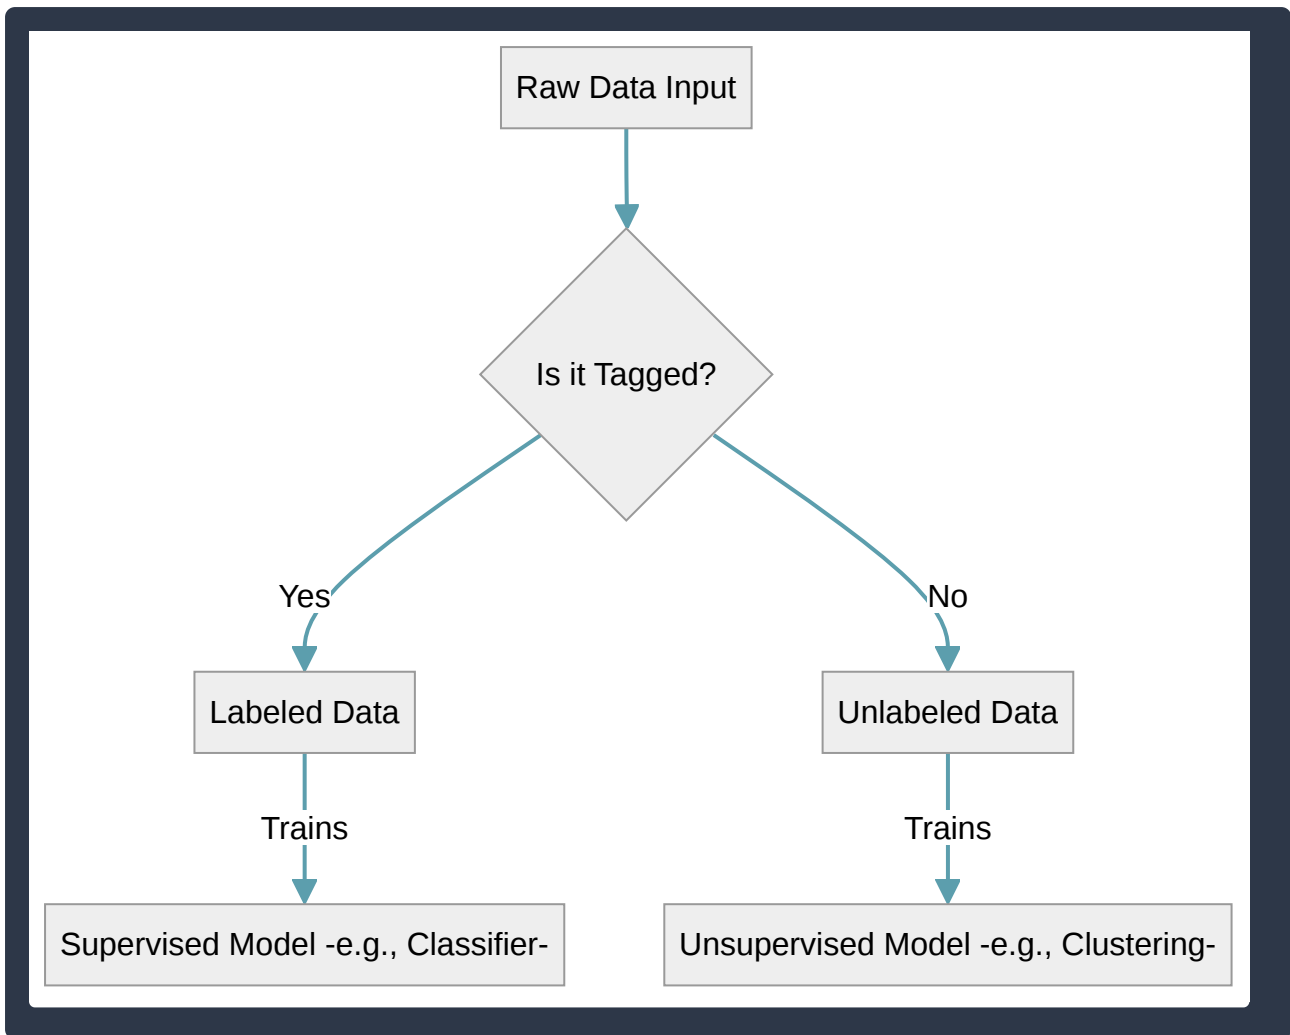 Raw Data Input
Is it Tagged?
Yes
No
Labeled Data
Unlabeled Data
Trains
Trains
Supervised Model -e.g., Classifier-
Unsupervised Model -e.g., Clustering-